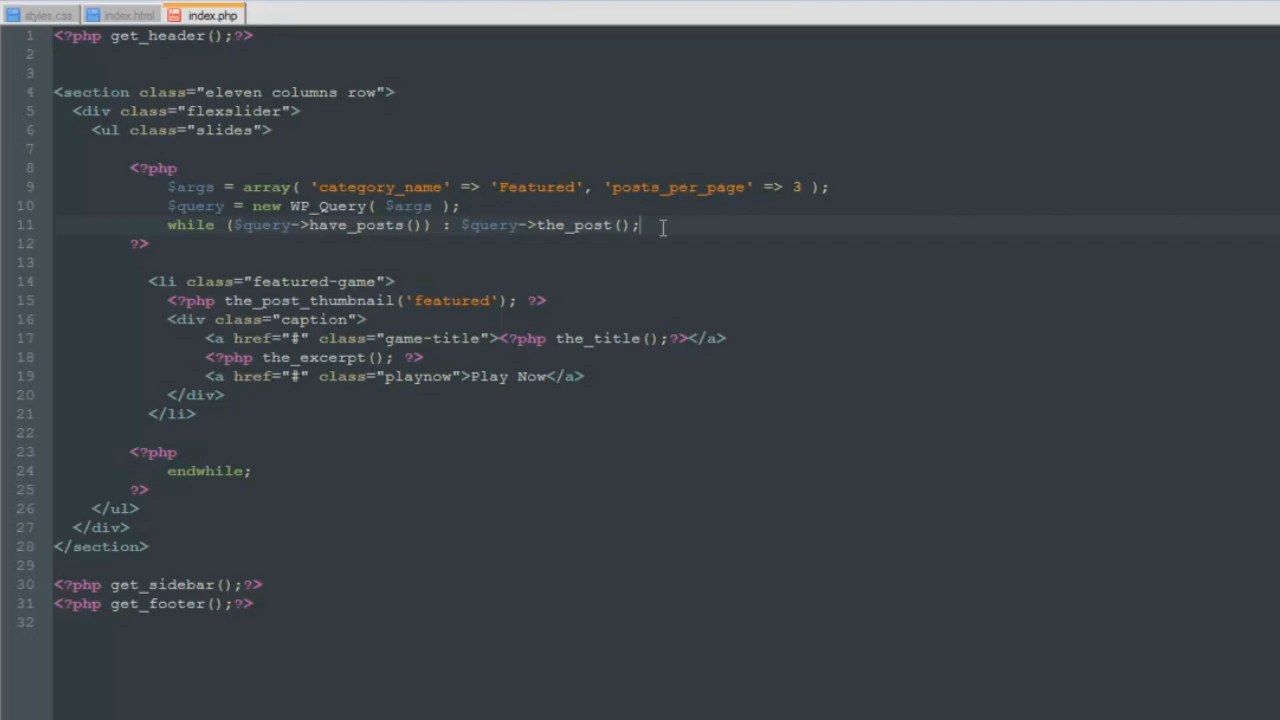 styles.css index.html index.php
1 <?php get_header();?>
2
3
4 <section class="eleven columns row">
5 <div class="flexslider">
6 <ul class="slides">
7
8 <?php
9 $args = array( 'category_name' => 'Featured', 'posts_per_page' => 3 );
10 $query = new WP_Query( $args );
11 while ($query->have_posts()) : $query->the_post();
12 ?>
13
14 <li class="featured-game">
15 <?php the_post_thumbnail('featured'); ?>
16 <div class="caption">
17 <a href="#" class="game-title"><?php the_title();?></a>
18 <?php the_excerpt(); ?>
19 <a href="#" class="playnow">Play Now</a>
20 </div>
21 </li>
22
23 <?php
24 endwhile;
25 ?>
26 </ul>
27 </div>
28 </section>
29
30 <?php get_sidebar();?>
31 <?php get_footer();?>
32